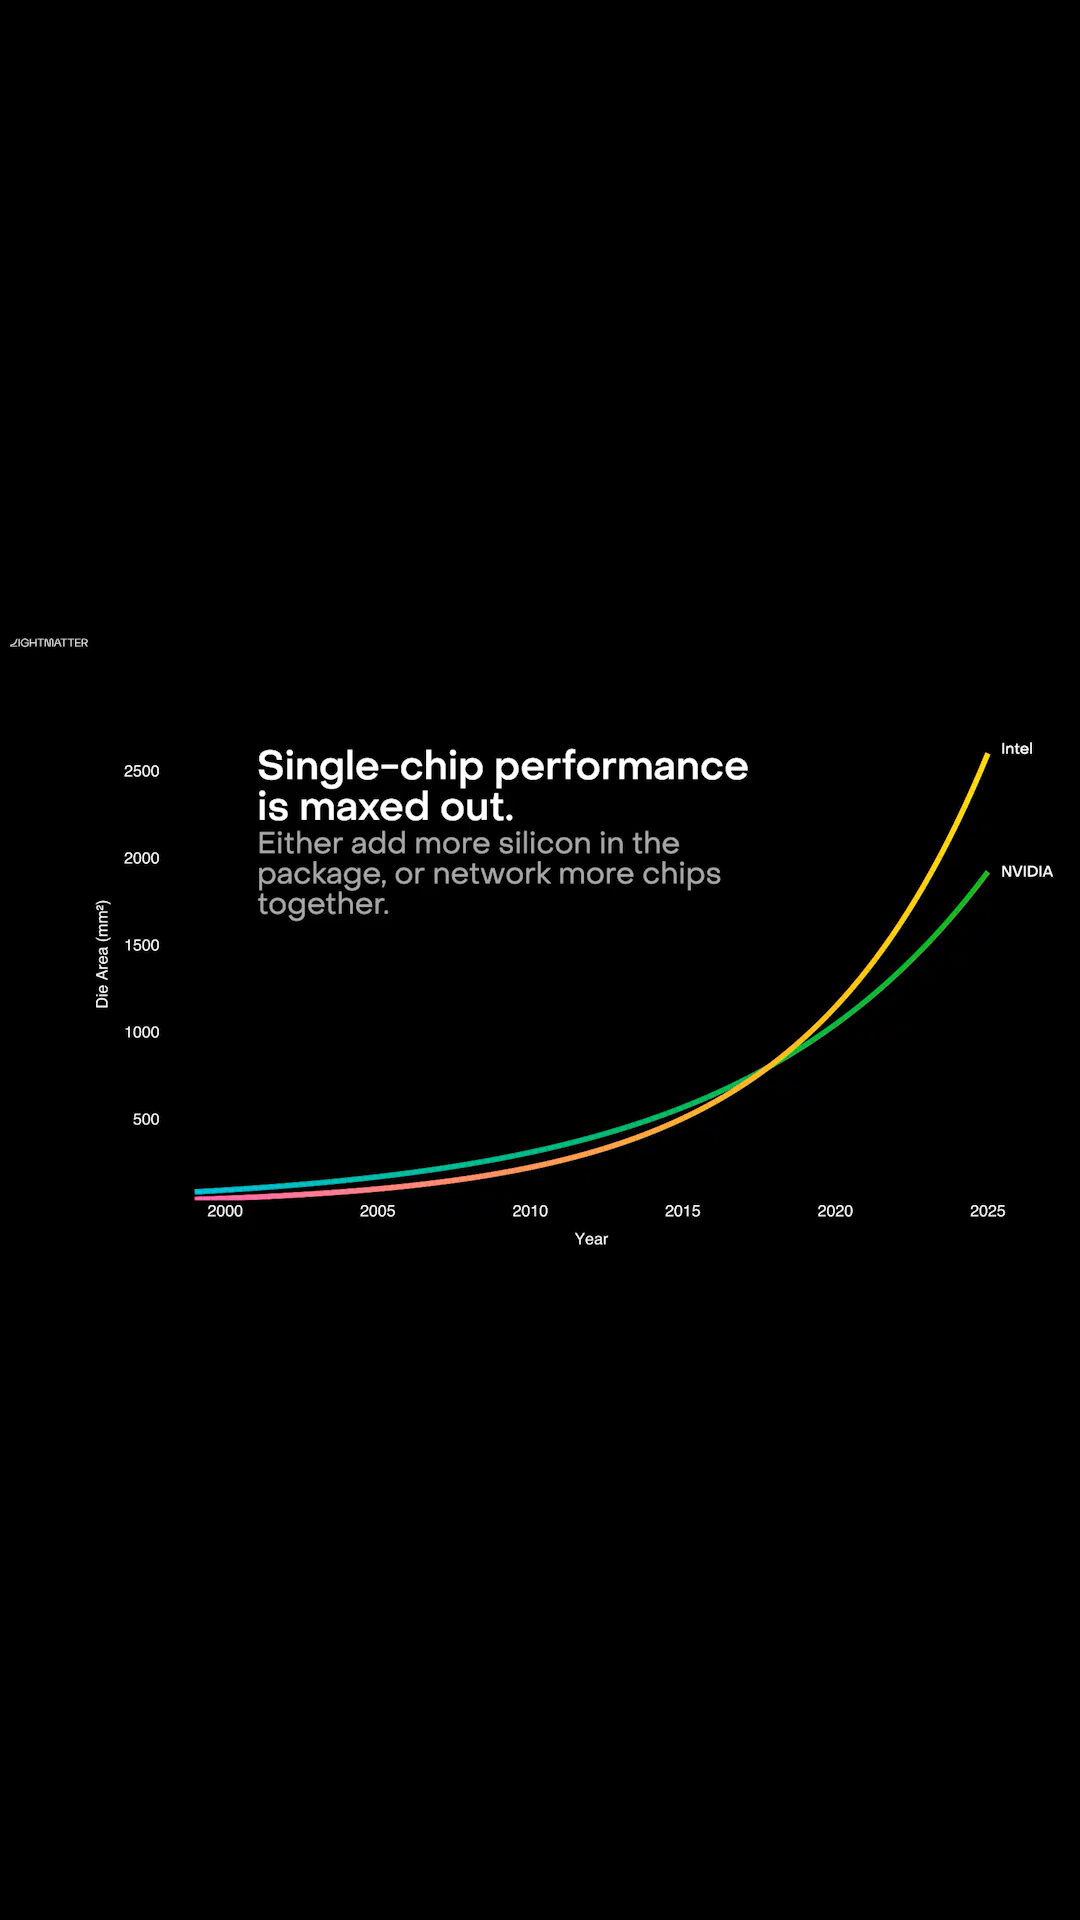 LIGHTMATTER
Single-chip performance
is maxed out.
Either add more silicon in the
package, or network more chips
together.
Intel
NVIDIA
2500
2000
1500
1000
500
Die Area (mm²)
2000 2005 2010 2015 2020 2025
Year